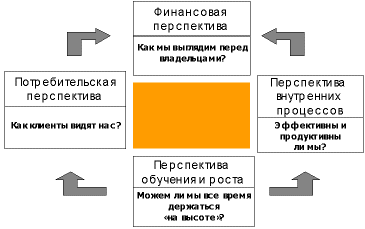 Финансовая
перспектива
Как мы выглядим перед
владельцами?
Потребительская
перспектива
Как клиенты видят нас?
Перспектива
внутренних
процессов
Эффективны и
продуктивны
ли мы?
Перспектива
обучения и роста
Можем ли мы все время
держаться
«на высоте»?